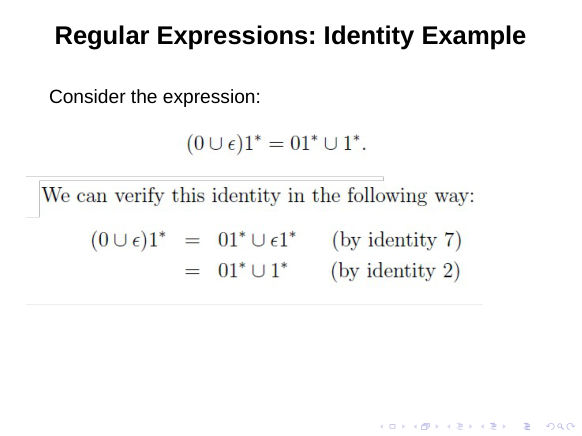 Regular Expressions: Identity Example
Consider the expression:
(0 ∪ ϵ)1* = 01* ∪ 1*.
We can verify this identity in the following way:
(0 ∪ ϵ)1* = 01* ∪ ϵ1* (by identity 7)
= 01* ∪ 1* (by identity 2)